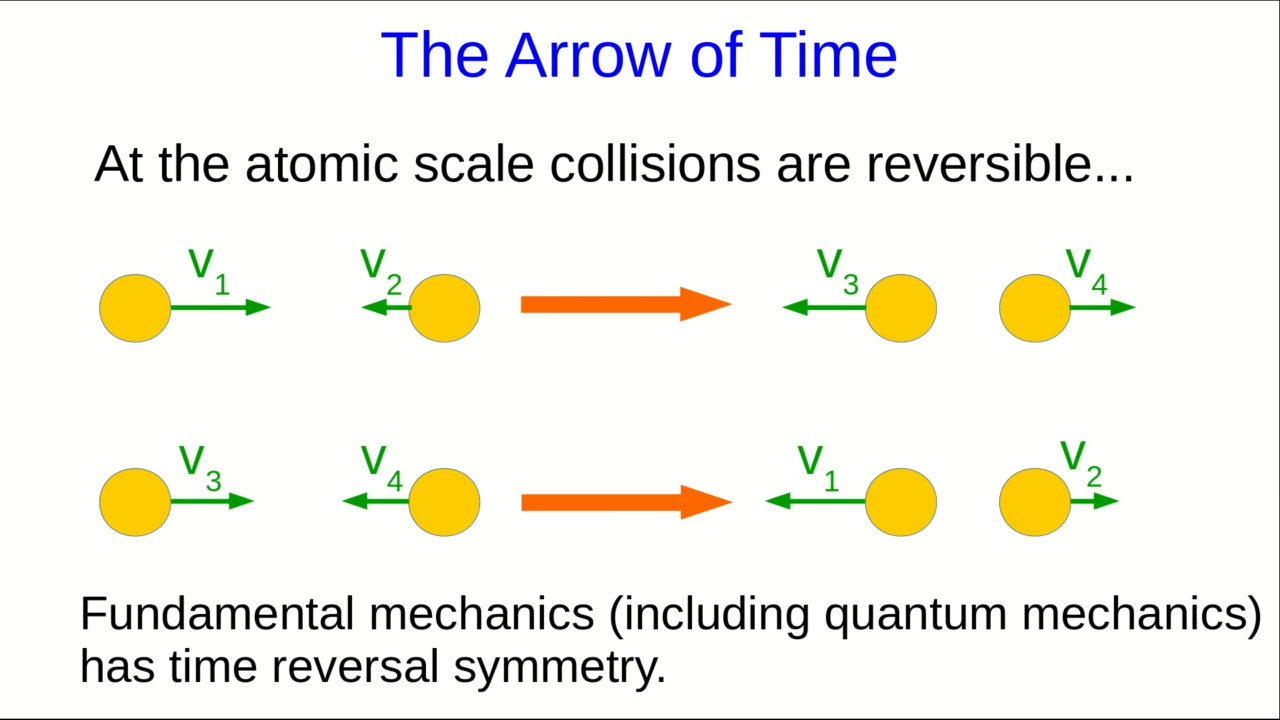 The Arrow of Time
At the atomic scale collisions are reversible...
v1 v2 v3 v4
v3 v4 v1 v2
Fundamental mechanics (including quantum mechanics)
has time reversal symmetry.